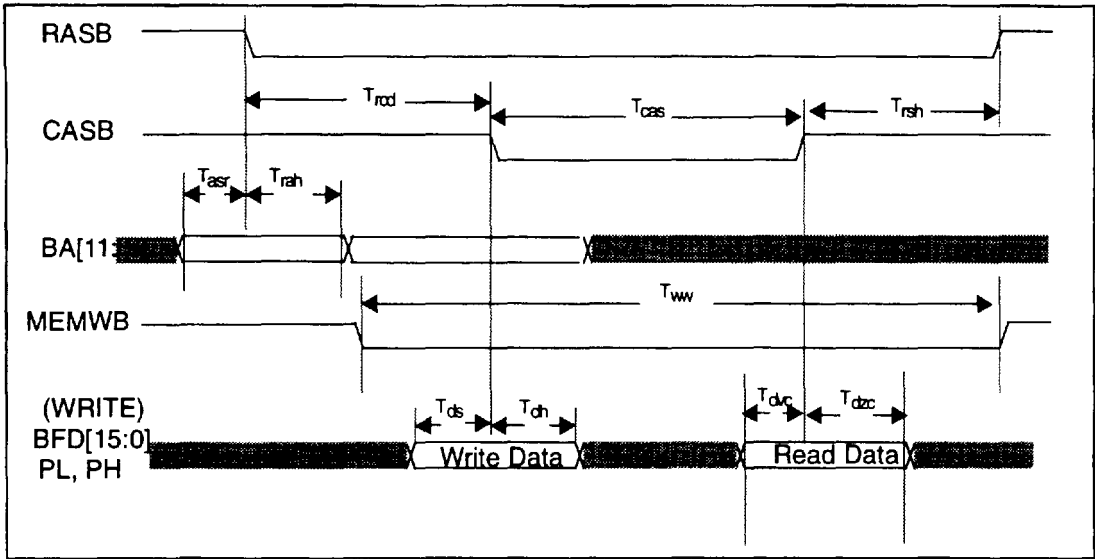 RASB
Trcd Tcas Trsh
CASB
Tasr Trah
BA[11:
Tww
MEMWB
(WRITE) Tds Tdh Tdvc Tdzc
BFD[15:0] Write Data Read Data
PL, PH